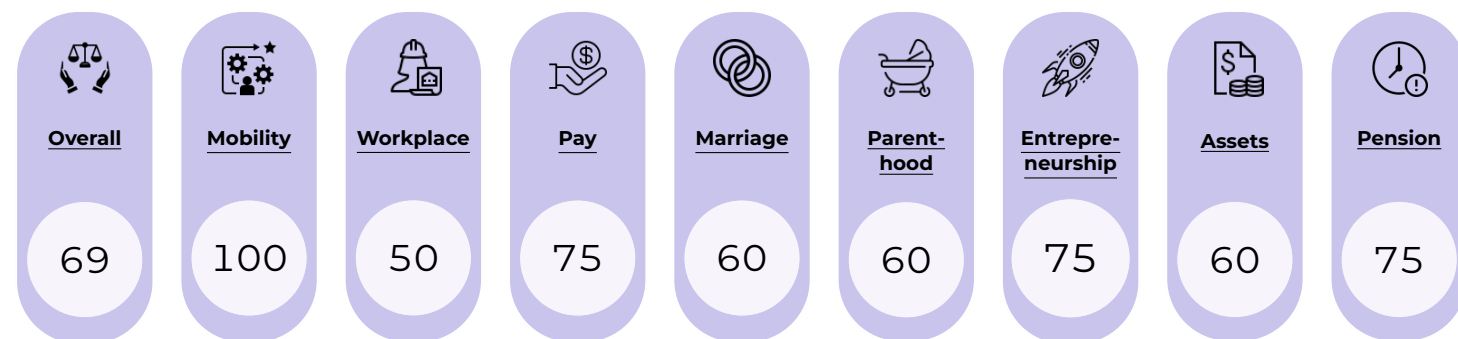 Overall
69
Mobility
100
Workplace
50
Pay
75
Marriage
60
Parent-
hood
60
Entrepre-
neurship
75
Assets
60
Pension
75